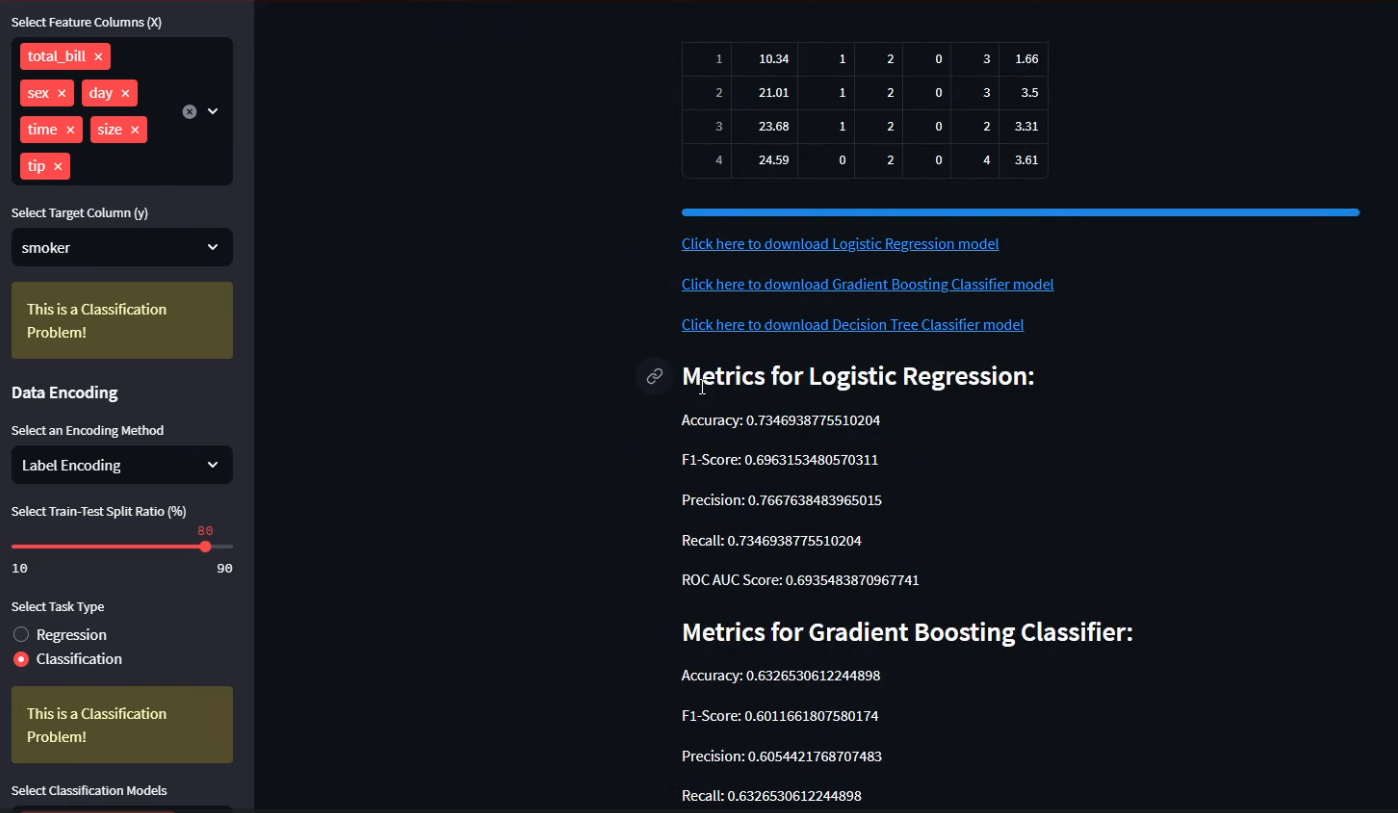 Select Feature Columns (X)
total_bill ×
sex × day ×
time × size ×
tip ×
Select Target Column (y)
smoker
This is a Classification
Problem!
Data Encoding
Select an Encoding Method
Label Encoding
Select Train-Test Split Ratio (%)
80
10 90
Select Task Type
Regression
Classification
This is a Classification
Problem!
Select Classification Models
1 10.34 1 2 0 3 1.66
2 21.01 1 2 0 3 3.5
3 23.68 1 2 0 2 3.31
4 24.59 0 2 0 4 3.61
Click here to download Logistic Regression model
Click here to download Gradient Boosting Classifier model
Click here to download Decision Tree Classifier model
Metrics for Logistic Regression:
Accuracy: 0.7346938775510204
F1-Score: 0.6963153480570311
Precision: 0.7667638483965015
Recall: 0.7346938775510204
ROC AUC Score: 0.6935483870967741
Metrics for Gradient Boosting Classifier:
Accuracy: 0.6326530612244898
F1-Score: 0.6011661807580174
Precision: 0.6054421768707483
Recall: 0.6326530612244898